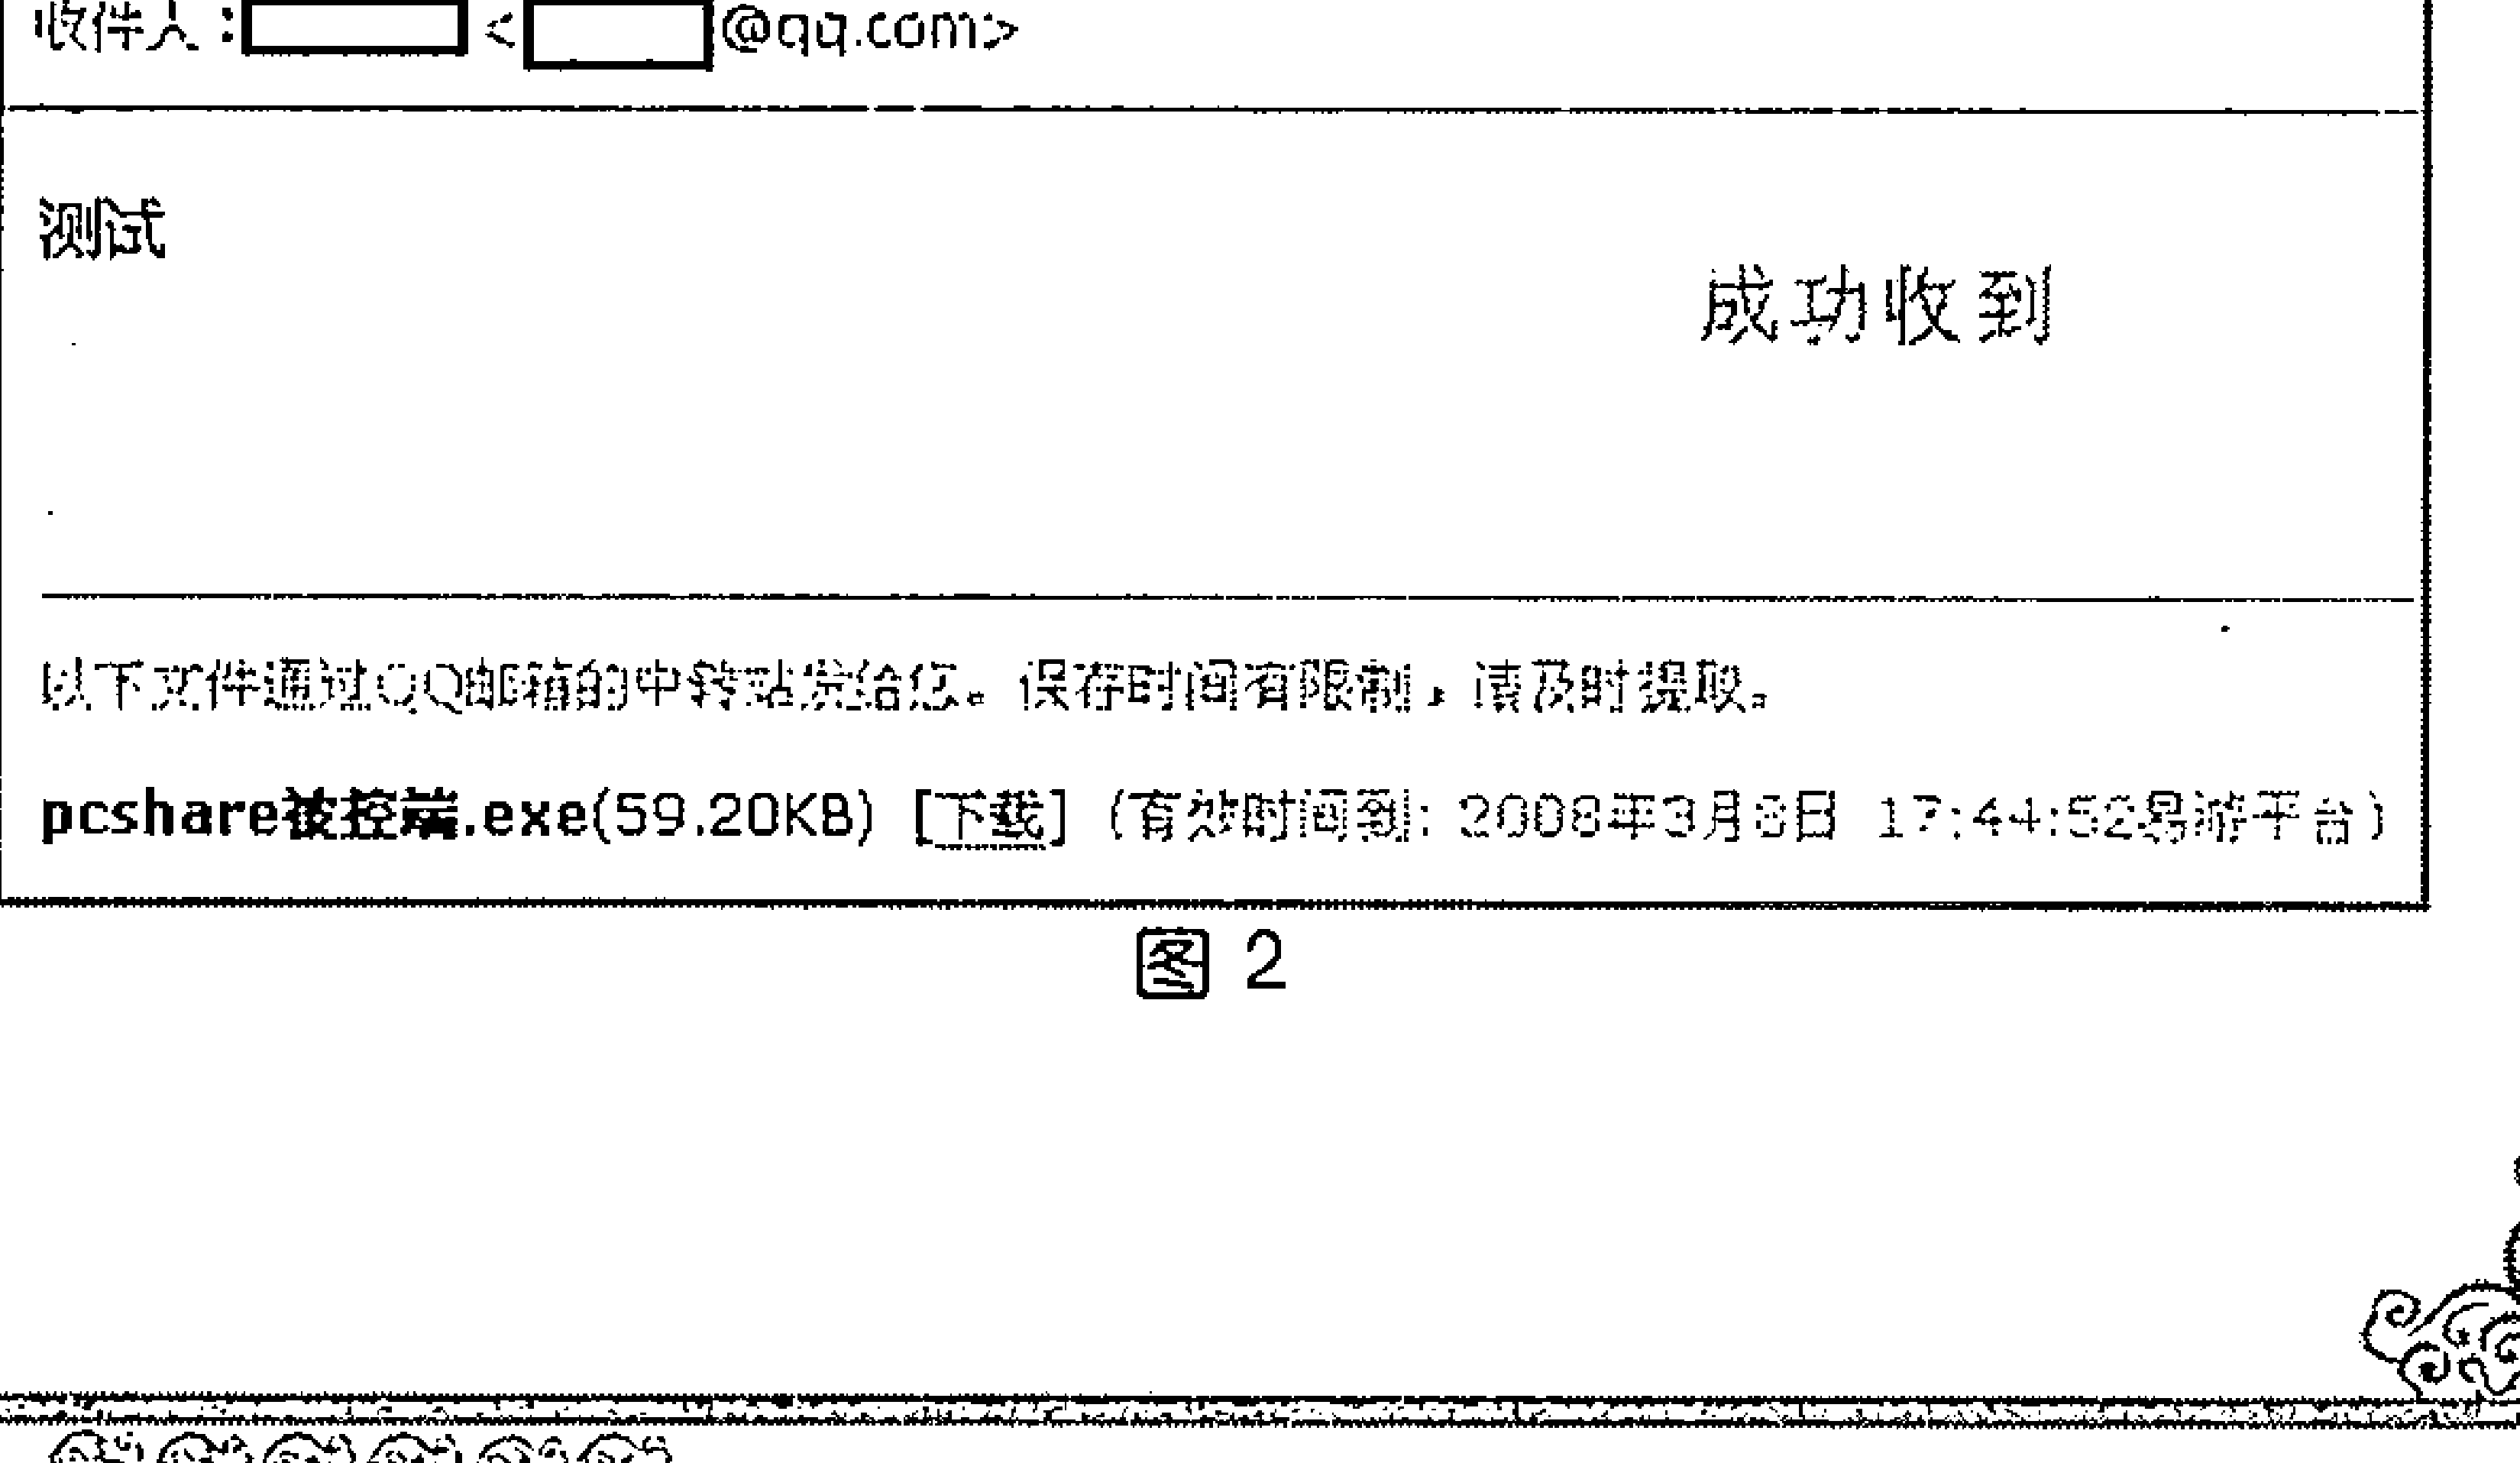 收件人：<@qq.com>
测试
成功收到
以下文件通过QQ邮箱的中转站发给您。保存时间有限制，请及时提取。
pcshare被控端.exe(59.20KB) [下载] (有效时间到: 2008年3月日 17:44:52易游平台)
图 2